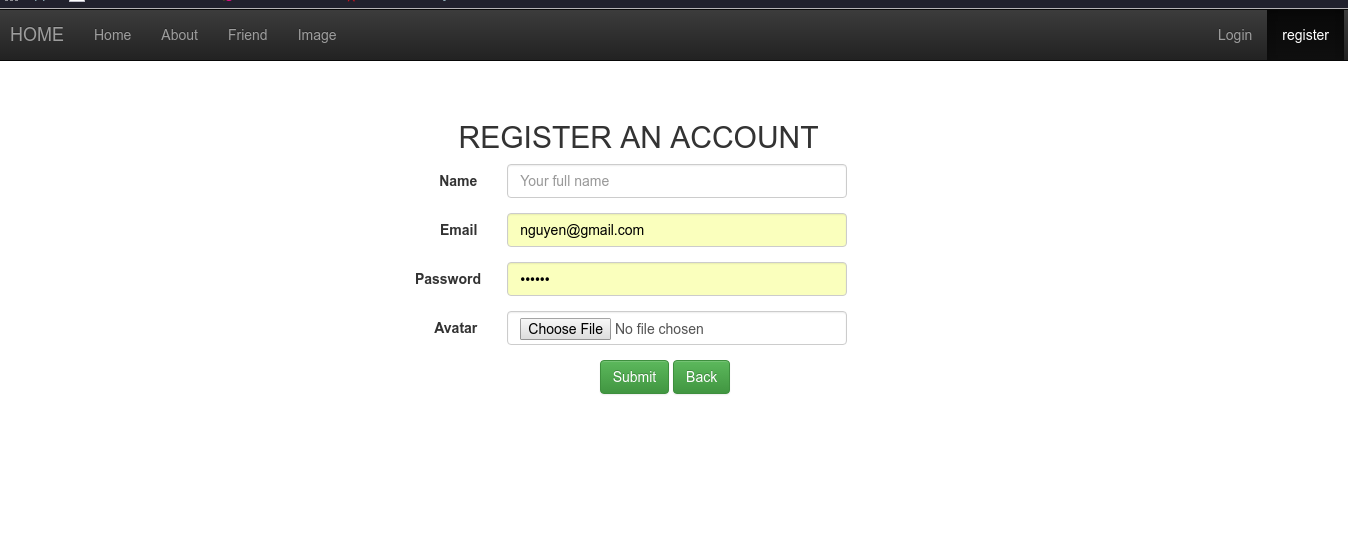 HOME Home About Friend Image Login register
REGISTER AN ACCOUNT
Name Your full name
Email nguyen@gmail.com
Password ••••••
Avatar Choose File No file chosen
Submit Back